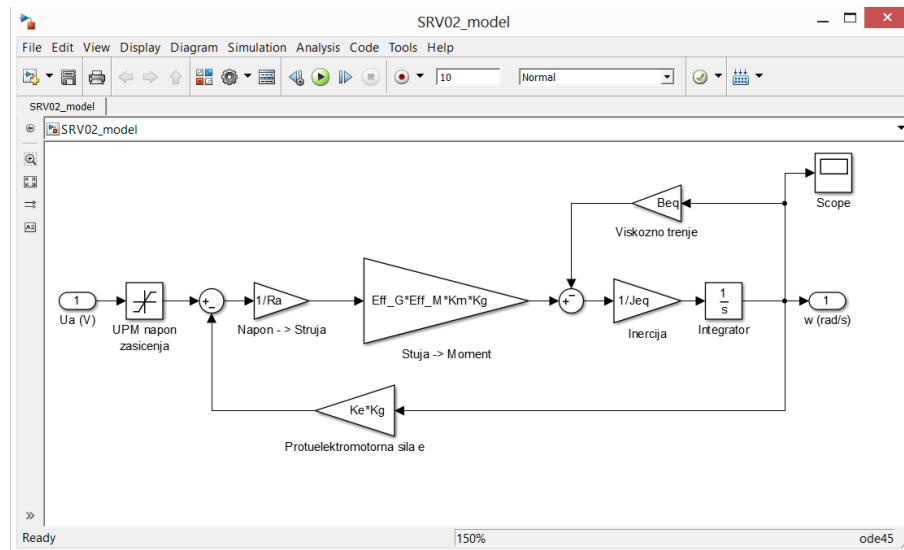 SRV02_model
File Edit View Display Diagram Simulation Analysis Code Tools Help
10
Normal
SRV02_model
SRV02_model
Scope
Beq
Viskozno trenje
1
Ua (V)
UPM napon
zasicenja
1/Ra
Napon -> Struja
Eff_G*Eff_M*Km*Kg
Stuja -> Moment
1/Jeq
Inercija
1
s
Integrator
1
w (rad/s)
Ke*Kg
Protuelektromotorna sila e
Ready
150%
ode45